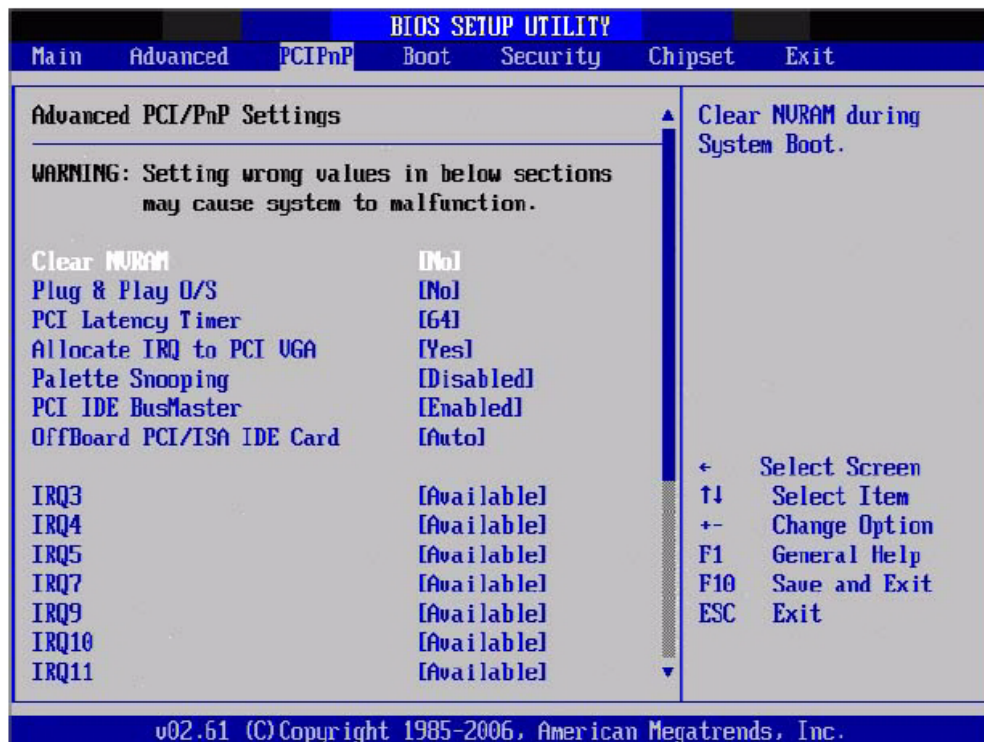 BIOS SETUP UTILITY
Main Advanced PCIPnP Boot Security Chipset Exit
Advanced PCI/PnP Settings
WARNING: Setting wrong values in below sections
may cause system to malfunction.
Clear NVRAM [No]
Plug & Play O/S [No]
PCI Latency Timer [64]
Allocate IRQ to PCI VGA [Yes]
Palette Snooping [Disabled]
PCI IDE BusMaster [Enabled]
OffBoard PCI/ISA IDE Card [Auto]
IRQ3 [Available]
IRQ4 [Available]
IRQ5 [Available]
IRQ7 [Available]
IRQ9 [Available]
IRQ10 [Available]
IRQ11 [Available]
Clear NVRAM during
System Boot.
← Select Screen
↑↓ Select Item
+- Change Option
F1 General Help
F10 Save and Exit
ESC Exit
v02.61 (C)Copyright 1985-2006, American Megatrends, Inc.